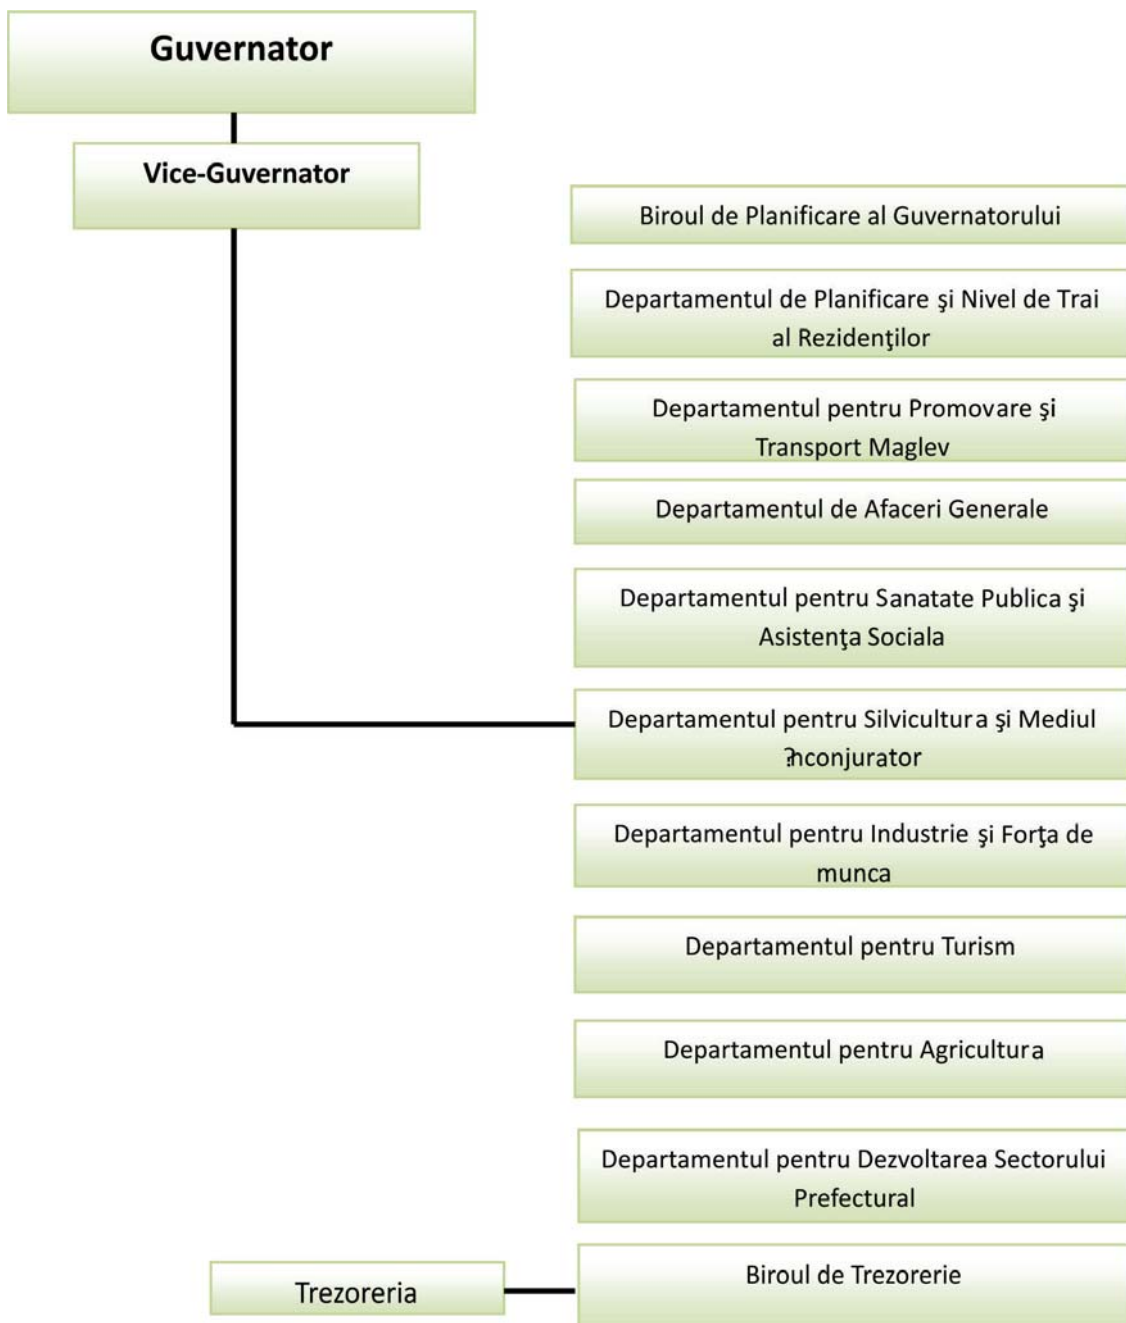 Guvernator
Vice-Guvernator
Biroul de Planificare al Guvernatorului
Departamentul de Planificare şi Nivel de Trai
al Rezidenţilor
Departamentul pentru Promovare şi
Transport Maglev
Departamentul de Afaceri Generale
Departamentul pentru Sanatate Publica şi
Asistenţa Sociala
Departamentul pentru Silvicultura şi Mediul
?nconjurator
Departamentul pentru Industrie şi Forţa de
munca
Departamentul pentru Turism
Departamentul pentru Agricultura
Departamentul pentru Dezvoltarea Sectorului
Prefectural
Biroul de Trezorerie
Trezoreria